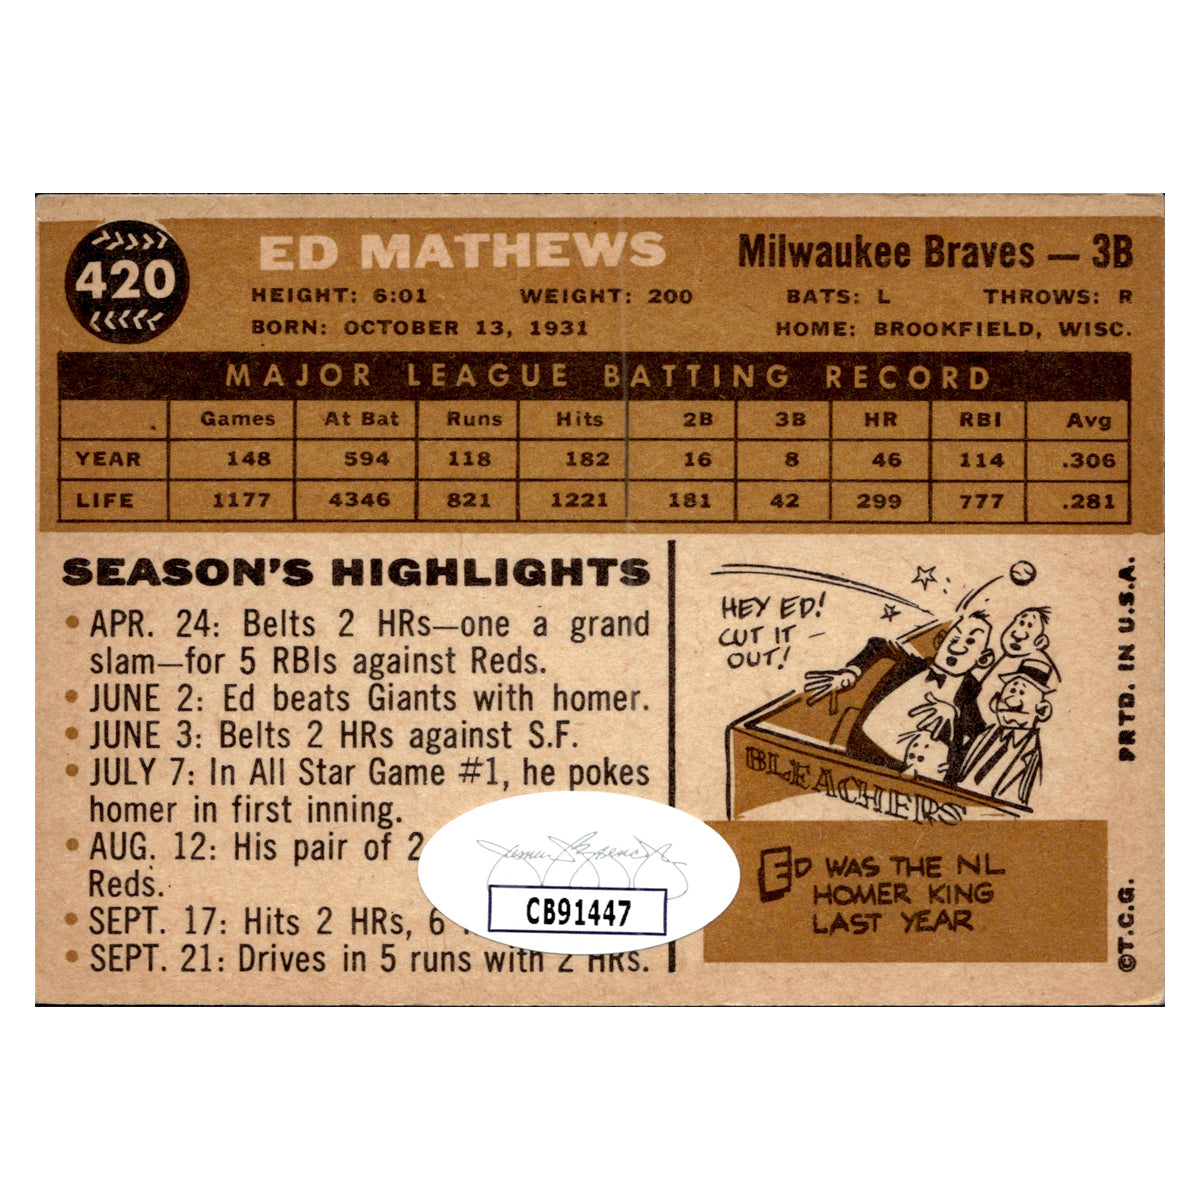 420
ED MATHEWS
Milwaukee Braves — 3B
HEIGHT: 6:01 WEIGHT: 200 BATS: L THROWS: R
BORN: OCTOBER 13, 1931 HOME: BROOKFIELD, WISC.
MAJOR LEAGUE BATTING RECORD
Games At Bat Runs Hits 2B 3B HR RBI Avg
YEAR 148 594 118 182 16 8 46 114 .306
LIFE 1177 4346 821 1221 181 42 299 777 .281
SEASON'S HIGHLIGHTS
• APR. 24: Belts 2 HRs—one a grand
slam—for 5 RBIs against Reds.
• JUNE 2: Ed beats Giants with homer.
• JUNE 3: Belts 2 HRs against S.F.
• JULY 7: In All Star Game #1, he pokes
homer in first inning.
• AUG. 12: His pair of 2
Reds.
• SEPT. 17: Hits 2 HRs, 6
• SEPT. 21: Drives in 5 runs with 2 HRs.
CB91447
HEY ED!
CUT IT —
OUT!
BLEACHERS
ED WAS THE NL
HOMER KING
LAST YEAR
©T.C.G. PRTD. IN U.S.A.